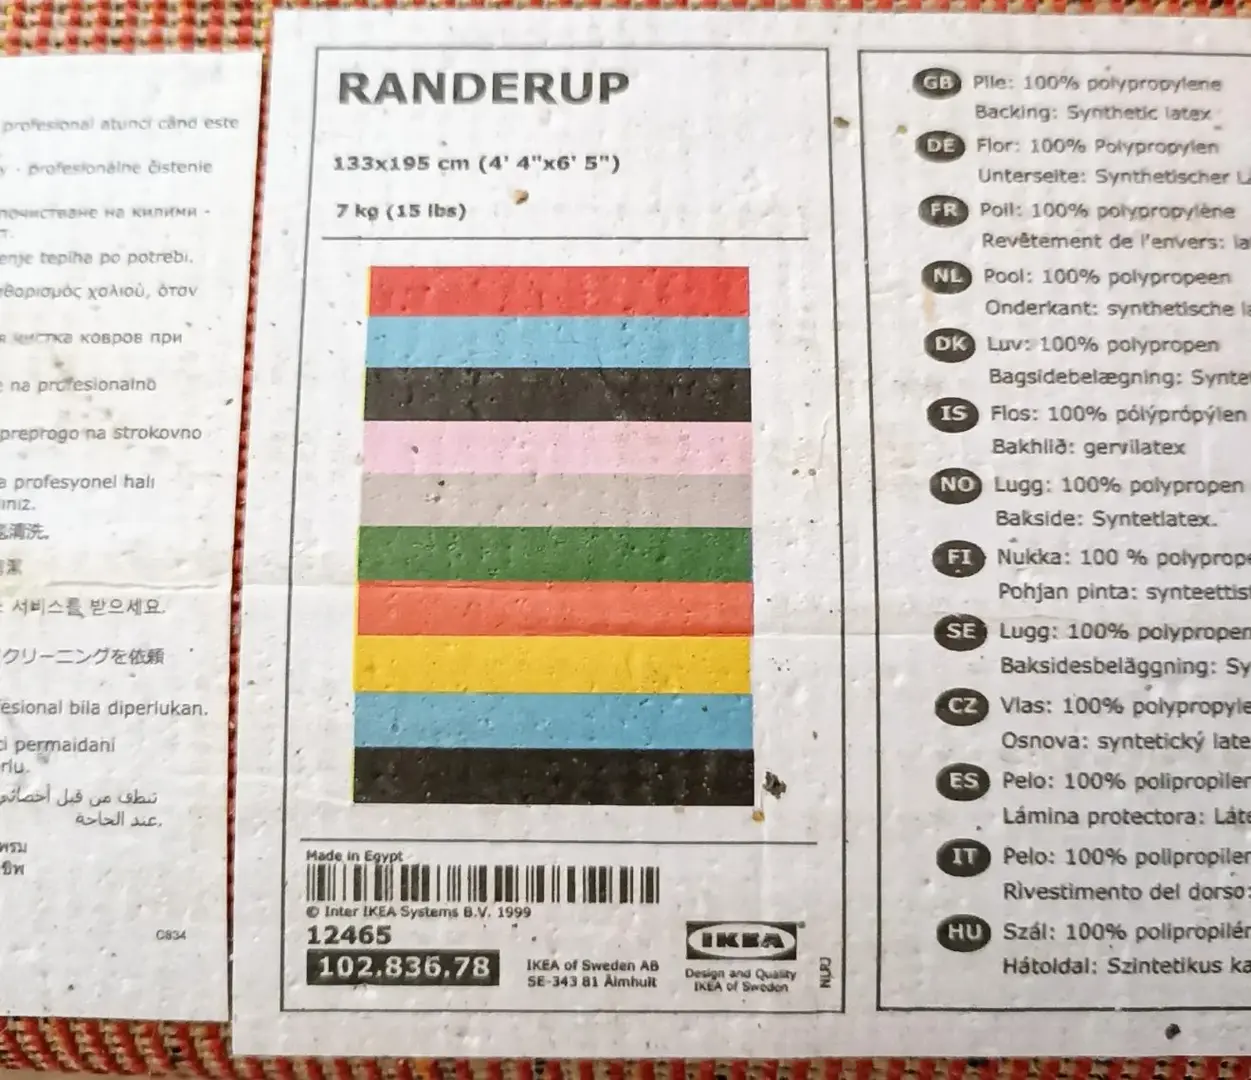 profesional atunci când este
profesionálne čistenie
почистване на килими -
enje tepiha po potrebi.
χαλιού, όταν
чистка ковров при
na profesionalno
preprogo na strokovno
a profesyonel halı
清洗。
潔
서비스를 받으세요.
クリーニングを依頼
bila diperlukan.
permaidani
تنظف من قبل
عند الحاجة.
C834
RANDERUP
133x195 cm (4' 4"x6' 5")
7 kg (15 lbs)
Made in Egypt
© Inter IKEA Systems B.V. 1999
12465
102.836.78
IKEA of Sweden AB
SE-343 81 Älmhult
IKEA
Design and Quality
IKEA of Sweden
GB Pile: 100% polypropylene
Backing: Synthetic latex
DE Flor: 100% Polypropylen
Unterseite: Synthetischer
FR Poil: 100% polypropylène
Revêtement de l'envers:
NL Pool: 100% polypropeen
Onderkant: synthetische
DK Luv: 100% polypropen
Bagsidebelægning:
IS Flos: 100% pólýprópýlen
Bakhlið: gervilatex
NO Lugg: 100% polypropen
Bakside: Syntetlatex.
FI Nukka: 100 %
Pohjan pinta:
SE Lugg: 100% polypropen
Baksidesbeläggning:
CZ Vlas: 100%
Osnova: syntetický
ES Pelo: 100%
Lámina protectora:
IT Pelo: 100%
Rivestimento del dorso:
HU Szál: 100%
Hátoldal: Szintetikus